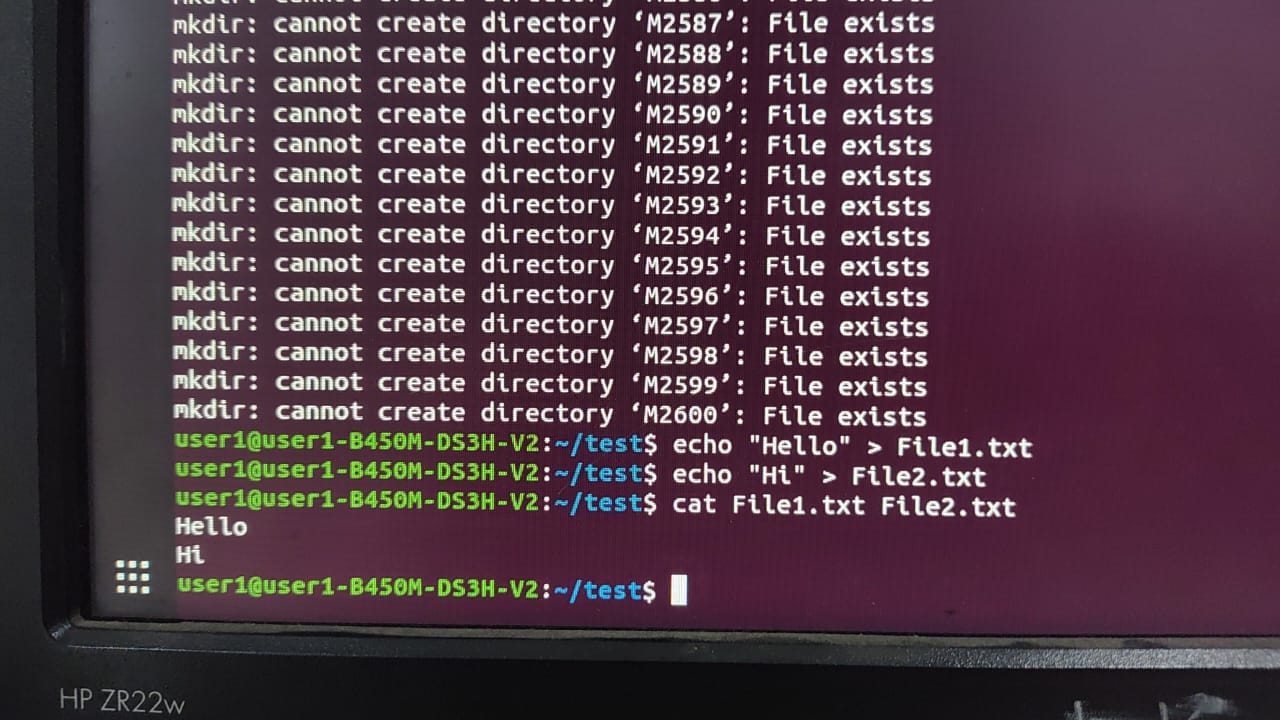 mkdir: cannot create directory ‘M2587’: File exists
mkdir: cannot create directory ‘M2588’: File exists
mkdir: cannot create directory ‘M2589’: File exists
mkdir: cannot create directory ‘M2590’: File exists
mkdir: cannot create directory ‘M2591’: File exists
mkdir: cannot create directory ‘M2592’: File exists
mkdir: cannot create directory ‘M2593’: File exists
mkdir: cannot create directory ‘M2594’: File exists
mkdir: cannot create directory ‘M2595’: File exists
mkdir: cannot create directory ‘M2596’: File exists
mkdir: cannot create directory ‘M2597’: File exists
mkdir: cannot create directory ‘M2598’: File exists
mkdir: cannot create directory ‘M2599’: File exists
mkdir: cannot create directory ‘M2600’: File exists
user1@user1-B450M-DS3H-V2:~/test$ echo "Hello" > File1.txt
user1@user1-B450M-DS3H-V2:~/test$ echo "Hi" > File2.txt
user1@user1-B450M-DS3H-V2:~/test$ cat File1.txt File2.txt
Hello
Hi
user1@user1-B450M-DS3H-V2:~/test$
HP ZR22w